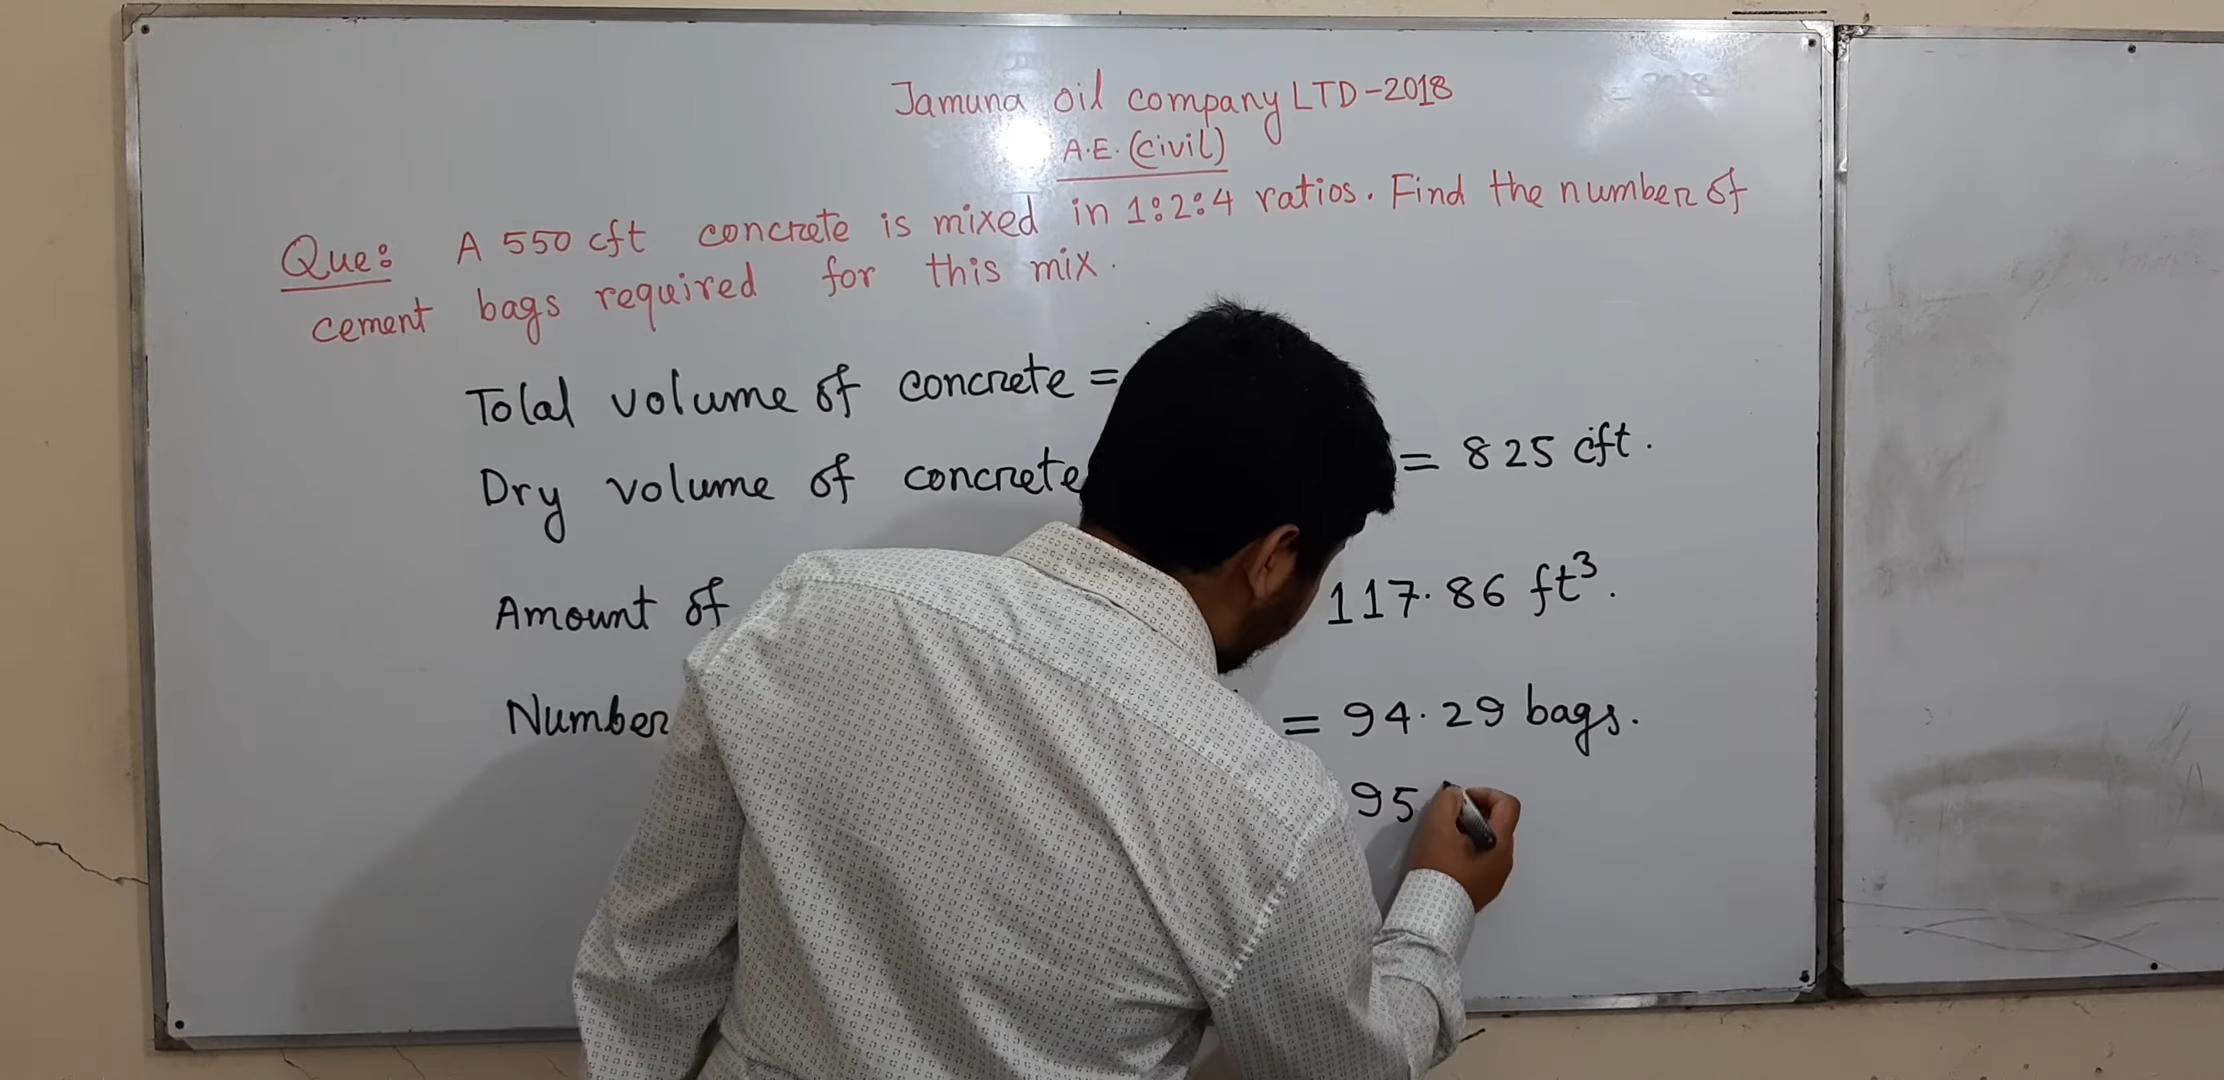 Jamuna oil company LTD-2018
A.E. (Civil)
Que: A 550 cft concrete is mixed in 1:2:4 ratios. Find the number of
cement bags required for this mix.
Total volume of concrete =
Dry volume of concrete = 825 cft.
Amount of 117.86 ft³.
Number = 94.29 bags.
95